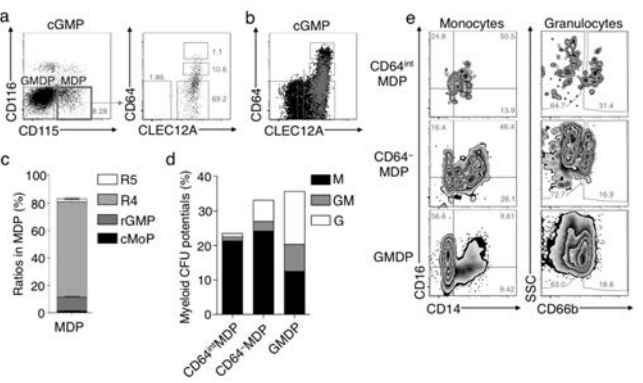 a
cGMP
CD116
GMDP MDP
8.28
CD115
CD64
1.1
10.6
1.86
69.2
CLEC12A
b
cGMP
CD64
CLEC12A
c
Ratios in MDP (%)
100
80
60
40
20
0
MDP
R5
R4
rGMP
cMoP
d
Myeloid CFU potentials (%)
40
30
20
10
0
CD64intMDP
CD64−MDP
GMDP
M
GM
G
e
Monocytes Granulocytes
CD64int
MDP
24.8 50.5
13.9
64.7 31.4
CD64−
MDP
16.4 46.4
26.1
72.7 16.9
GMDP
56.6 9.61
9.42
63.0 18.8
CD16
CD14
SSC
CD66b